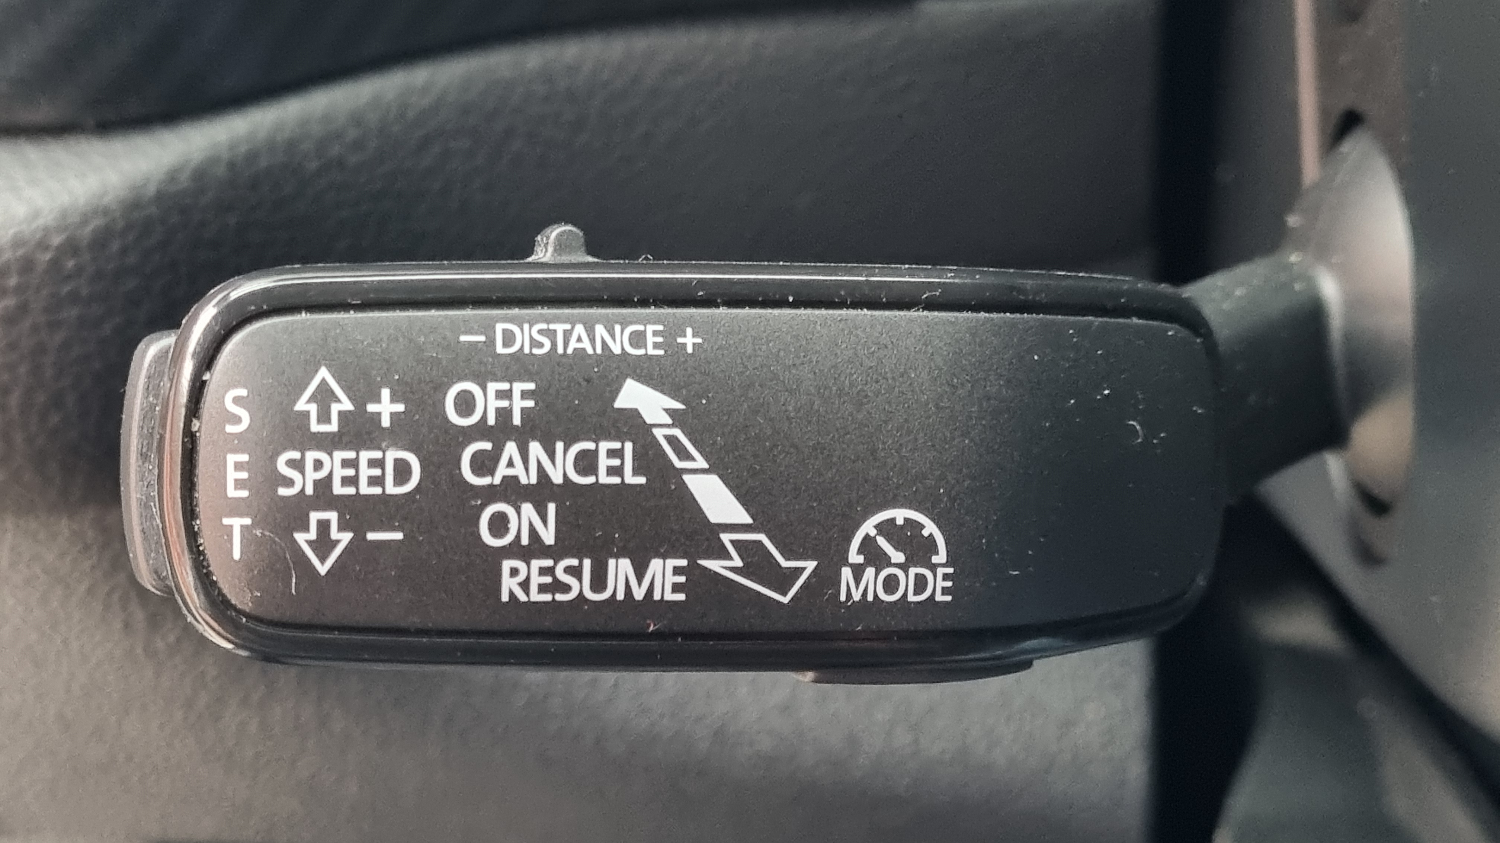 – DISTANCE +
S + OFF
E SPEED CANCEL
T – ON
RESUME
MODE